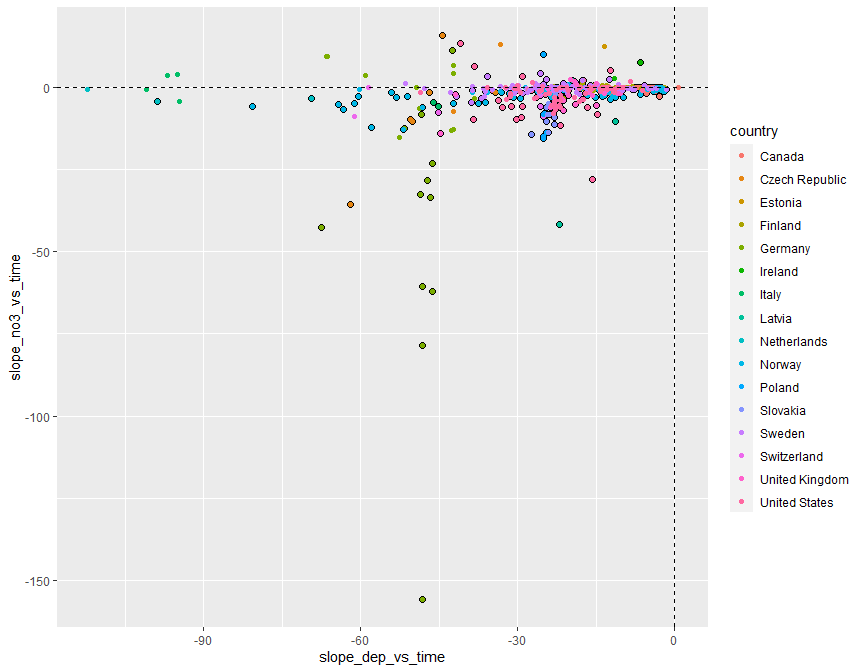 0
-50
-100
-150
slope_no3_vs_time
-90
-60
-30
0
slope_dep_vs_time
country
Canada
Czech Republic
Estonia
Finland
Germany
Ireland
Italy
Latvia
Netherlands
Norway
Poland
Slovakia
Sweden
Switzerland
United Kingdom
United States